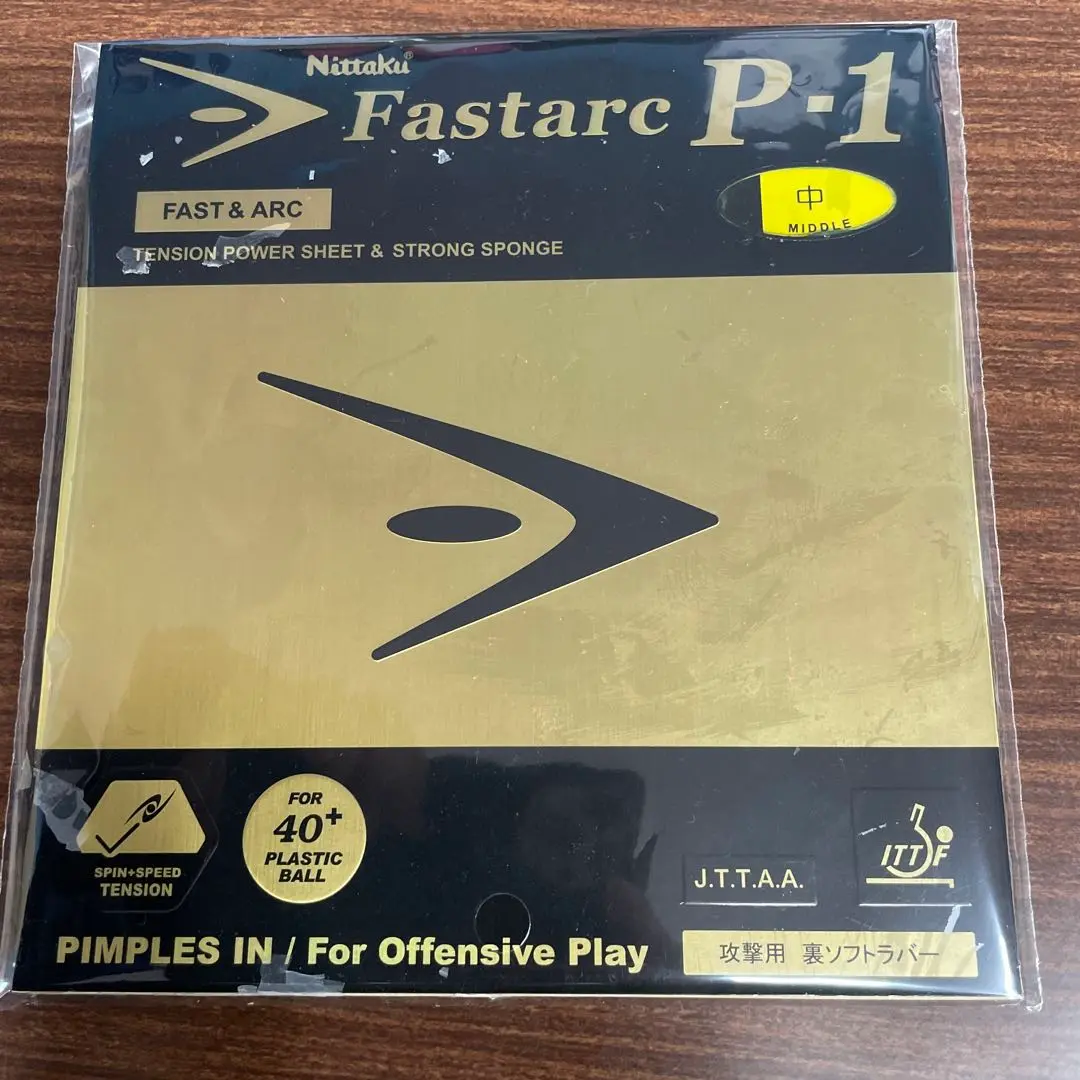 Nittaku®
Fastarc P-1
FAST & ARC
中
MIDDLE
TENSION POWER SHEET & STRONG SPONGE
SPIN+SPEED
TENSION
FOR
40+
PLASTIC
BALL
J.T.T.A.A.
ITTF
PIMPLES IN / For Offensive Play
攻撃用 裏ソフトラバー